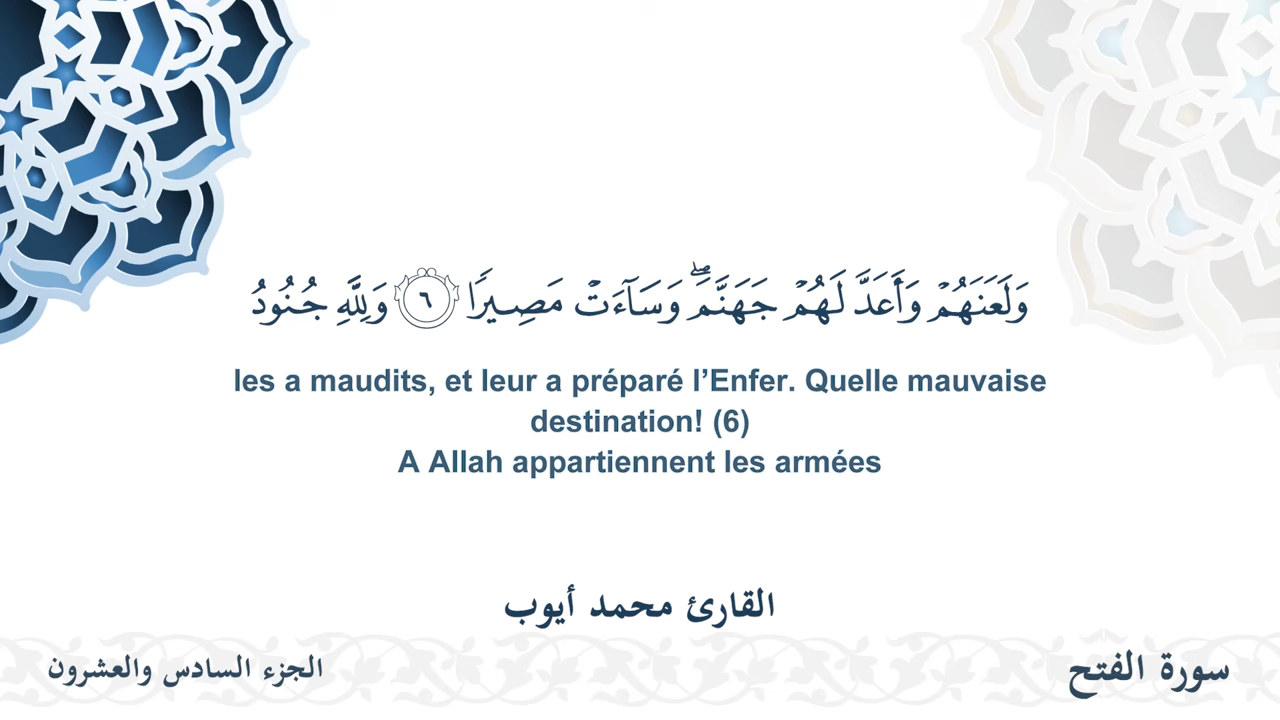 وَلَعَنَهُمْ وَأَعَدَّ لَهُمْ جَهَنَّمَ ۖ وَسَآءَتْ مَصِيرًا ٦ وَلِلَّهِ جُنُودُ
les a maudits, et leur a préparé l’Enfer. Quelle mauvaise
destination! (6)
A Allah appartiennent les armées
القارئ محمد أيوب
سورة الفتح
الجزء السادس والعشرون